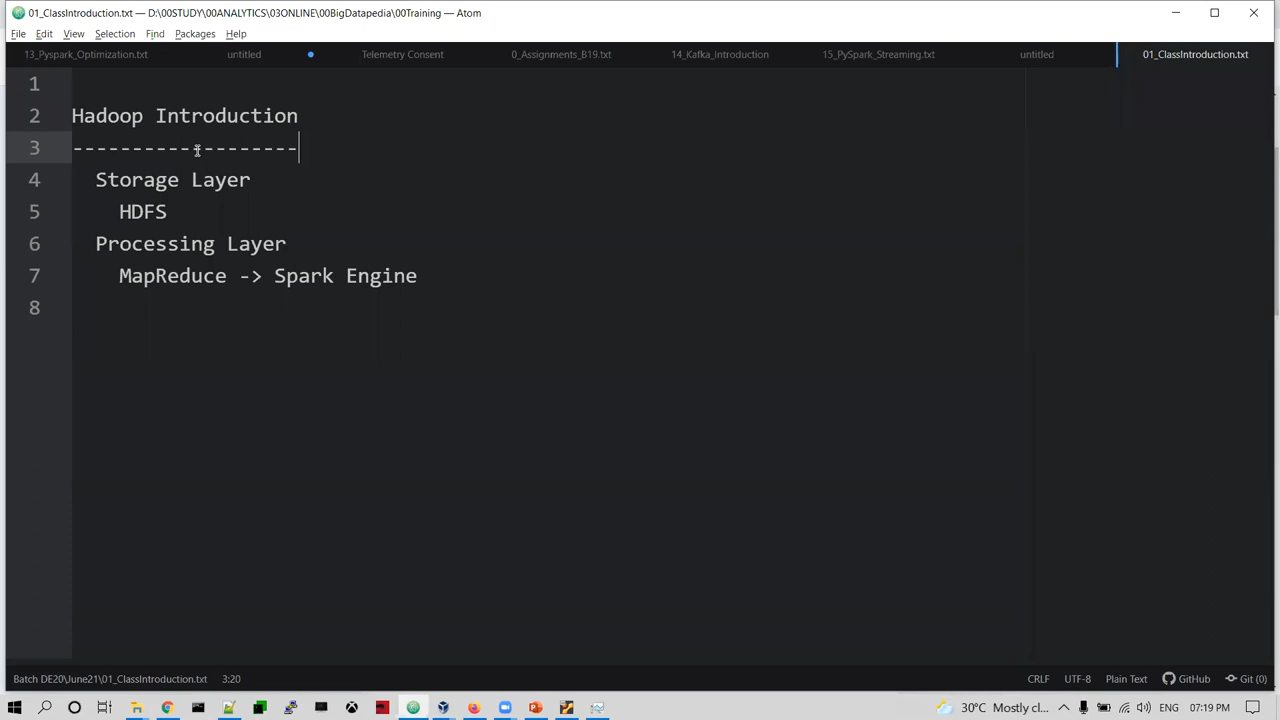 01_ClassIntroduction.txt — D:\00STUDY\00ANALYTICS\03ONLINE\00BigDatapedia\00Training — Atom
File Edit View Selection Find Packages Help
13_Pyspark_Optimization.txt untitled Telemetry Consent 0_Assignments_B19.txt 14_Kafka_Introduction 15_PySpark_Streaming.txt untitled 01_ClassIntroduction.txt
1
2 Hadoop Introduction
3 -------------------
4 Storage Layer
5 HDFS
6 Processing Layer
7 MapReduce -> Spark Engine
8
Batch DE20\June21\01_ClassIntroduction.txt 3:20 CRLF UTF-8 Plain Text GitHub Git (0)
30°C Mostly cl... ENG 07:19 PM